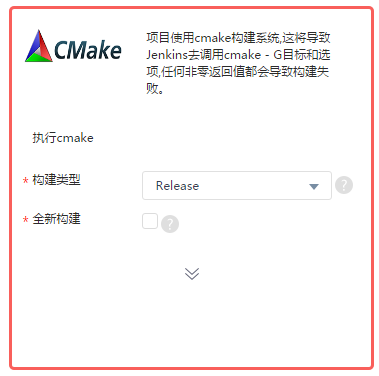 CMake
项目使用cmake构建系统,这将导致
Jenkins去调用cmake - G目标和选
项,任何非零返回值都会导致构建失
败。
执行cmake
* 构建类型
Release
?
* 全新构建
?